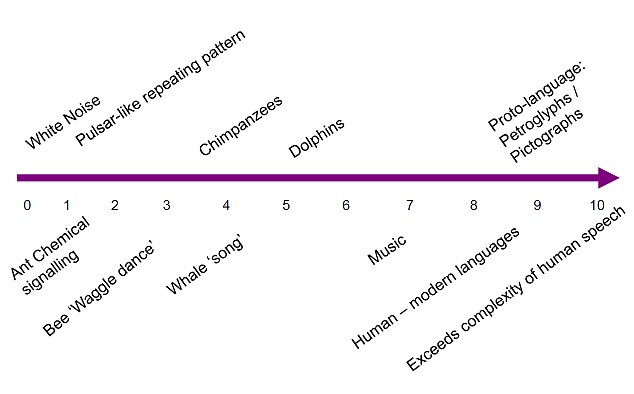 White Noise
Pulsar-like repeating pattern
Chimpanzees
Dolphins
Proto-language:
Petroglyphs /
Pictographs
0 1 2 3 4 5 6 7 8 9 10
Ant Chemical
signalling
Bee ‘Waggle dance’
Whale ‘song’
Music
Human – modern languages
Exceeds complexity of human speech